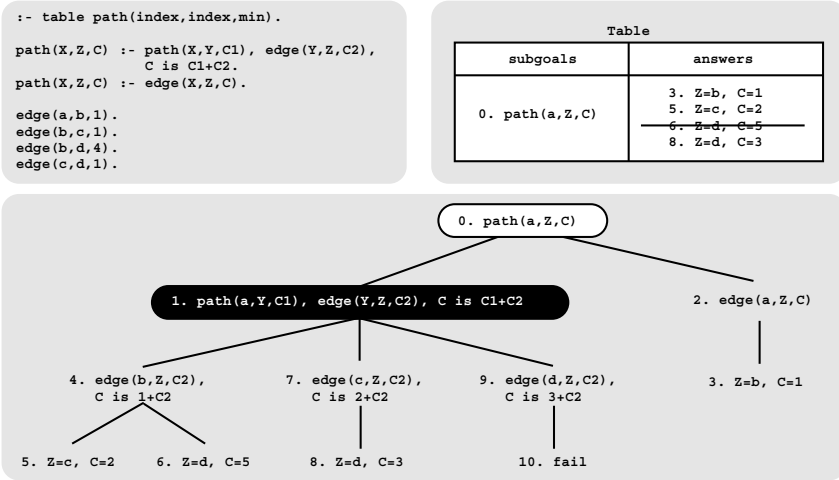 :- table path(index,index,min).
path(X,Z,C) :- path(X,Y,C1), edge(Y,Z,C2),
C is C1+C2.
path(X,Z,C) :- edge(X,Z,C).
edge(a,b,1).
edge(b,c,1).
edge(b,d,4).
edge(c,d,1).
Table
subgoals answers
0. path(a,Z,C)
3. Z=b, C=1
5. Z=c, C=2
6. Z=d, C=5
8. Z=d, C=3
0. path(a,Z,C)
1. path(a,Y,C1), edge(Y,Z,C2), C is C1+C2
2. edge(a,Z,C)
3. Z=b, C=1
4. edge(b,Z,C2),
C is 1+C2
7. edge(c,Z,C2),
C is 2+C2
9. edge(d,Z,C2),
C is 3+C2
5. Z=c, C=2
6. Z=d, C=5
8. Z=d, C=3
10. fail